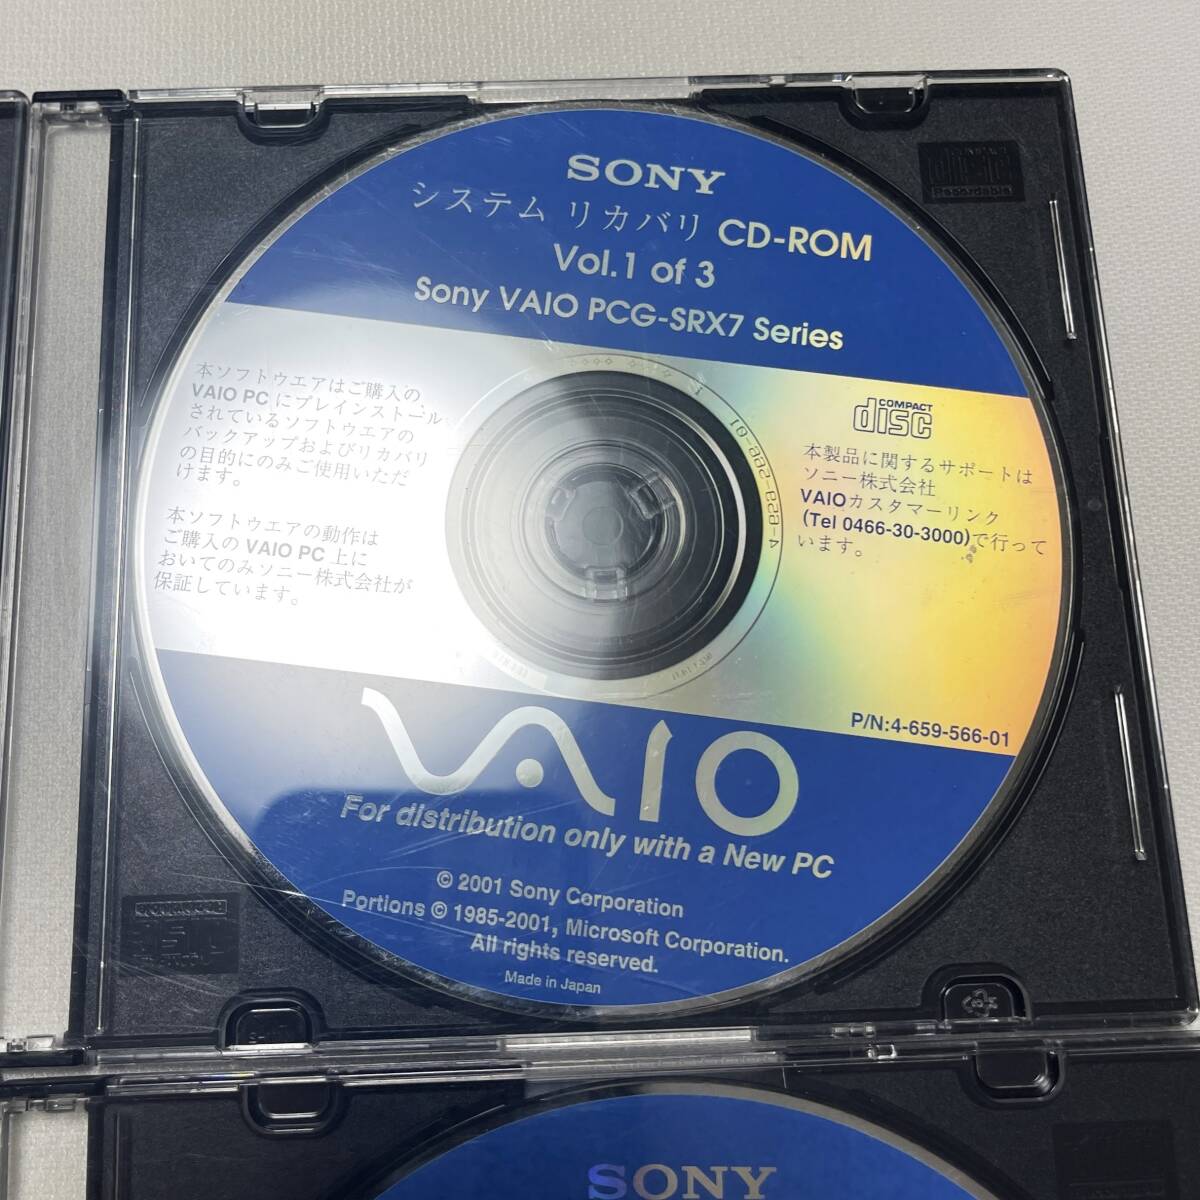 SONY
システム リカバリ CD-ROM
Vol.1 of 3
Sony VAIO PCG-SRX7 Series
本ソフトウエアはご購入の、
VAIO PC にプレインストール
されているソフトウエアの
バックアップおよびリカバリ
の目的にのみご使用いただ
けます。
本ソフトウエアの動作は
ご購入の VAIO PC 上に
おいてのみソニー株式会社が
保証しています。
COMPACT
disc
本製品に関するサポートは
ソニー株式会社
VAIOカスタマーリンク
(Tel 0466-30-3000)で行って
います。
4-659-566-01
P/N:4-659-566-01
VAIO
For distribution only with a New PC
© 2001 Sony Corporation
Portions © 1985-2001, Microsoft Corporation.
All rights reserved.
Made in Japan
Recordable
SONY